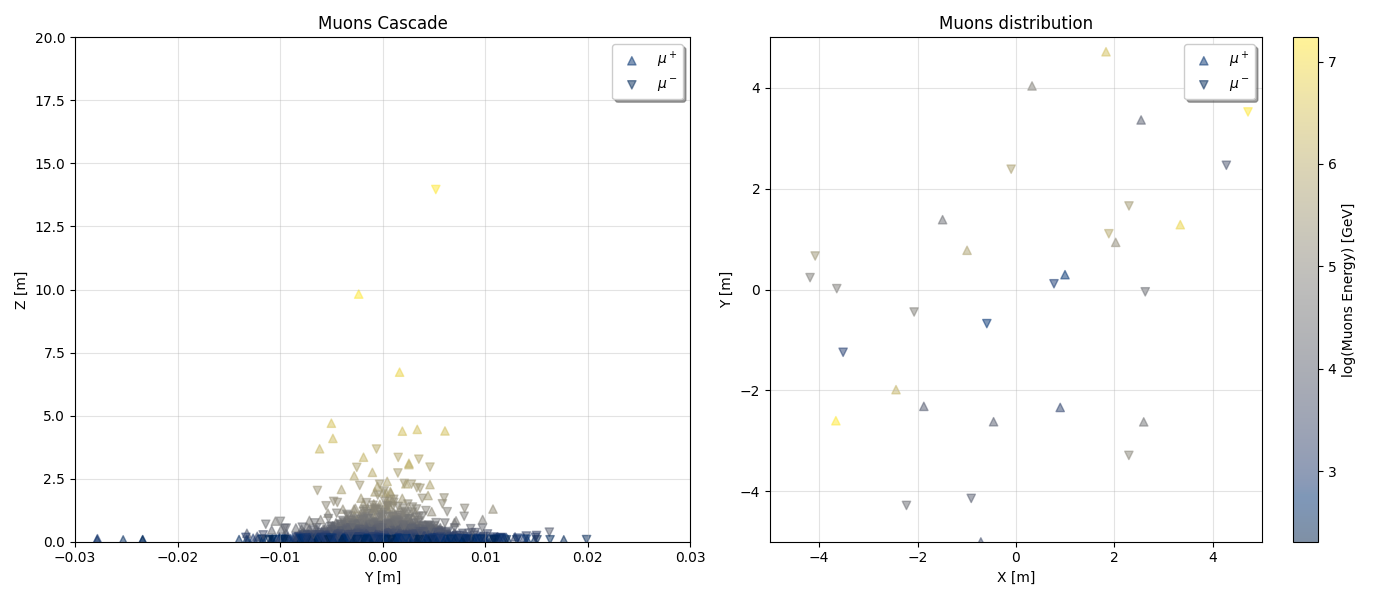 Muons Cascade
20.0
17.5
15.0
12.5
10.0
7.5
5.0
2.5
0.0
Z [m]
−0.03 −0.02 −0.01 0.00 0.01 0.02 0.03
Y [m]
μ⁺
μ⁻
Muons distribution
4
2
0
−2
−4
Y [m]
−4 −2 0 2 4
X [m]
μ⁺
μ⁻
7
6
5
4
3
log(Muons Energy) [GeV]